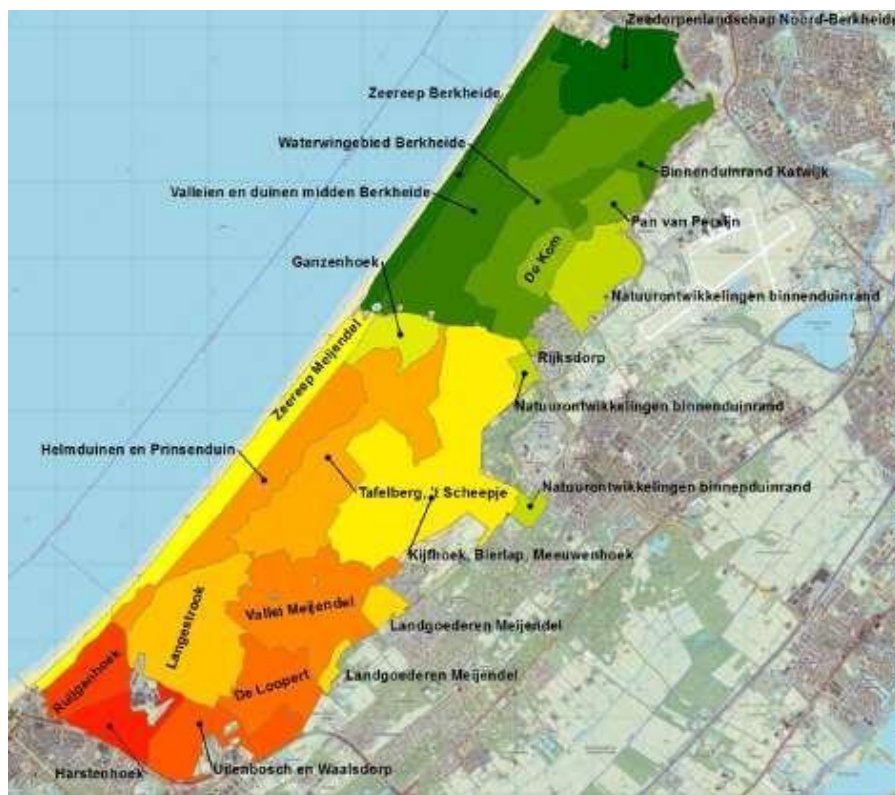 Zeedorpenlandschap Noord-Berkheide
Zeereep Berkheide
Waterwingebied Berkheide
Binnenduinrand Katwijk
Valleien en duinen midden Berkheide
Pan van Persijn
De Kom
Ganzenhoek
Natuurontwikkelingen binnenduinrand
Zeereep Meijendel
Rijksdorp
Natuurontwikkelingen binnenduinrand
Helmduinen en Prinsenduin
Tafelberg, 't Scheepje
Natuurontwikkelingen binnenduinrand
Kijfhoek, Bierlap, Meeuwenhoek
Langestrook
Vallei Meijendel
Landgoederen Meijendel
Ruijgenhoek
De Loopert
Landgoederen Meijendel
Harstenhoek
Uilenbosch en Waalsdorp